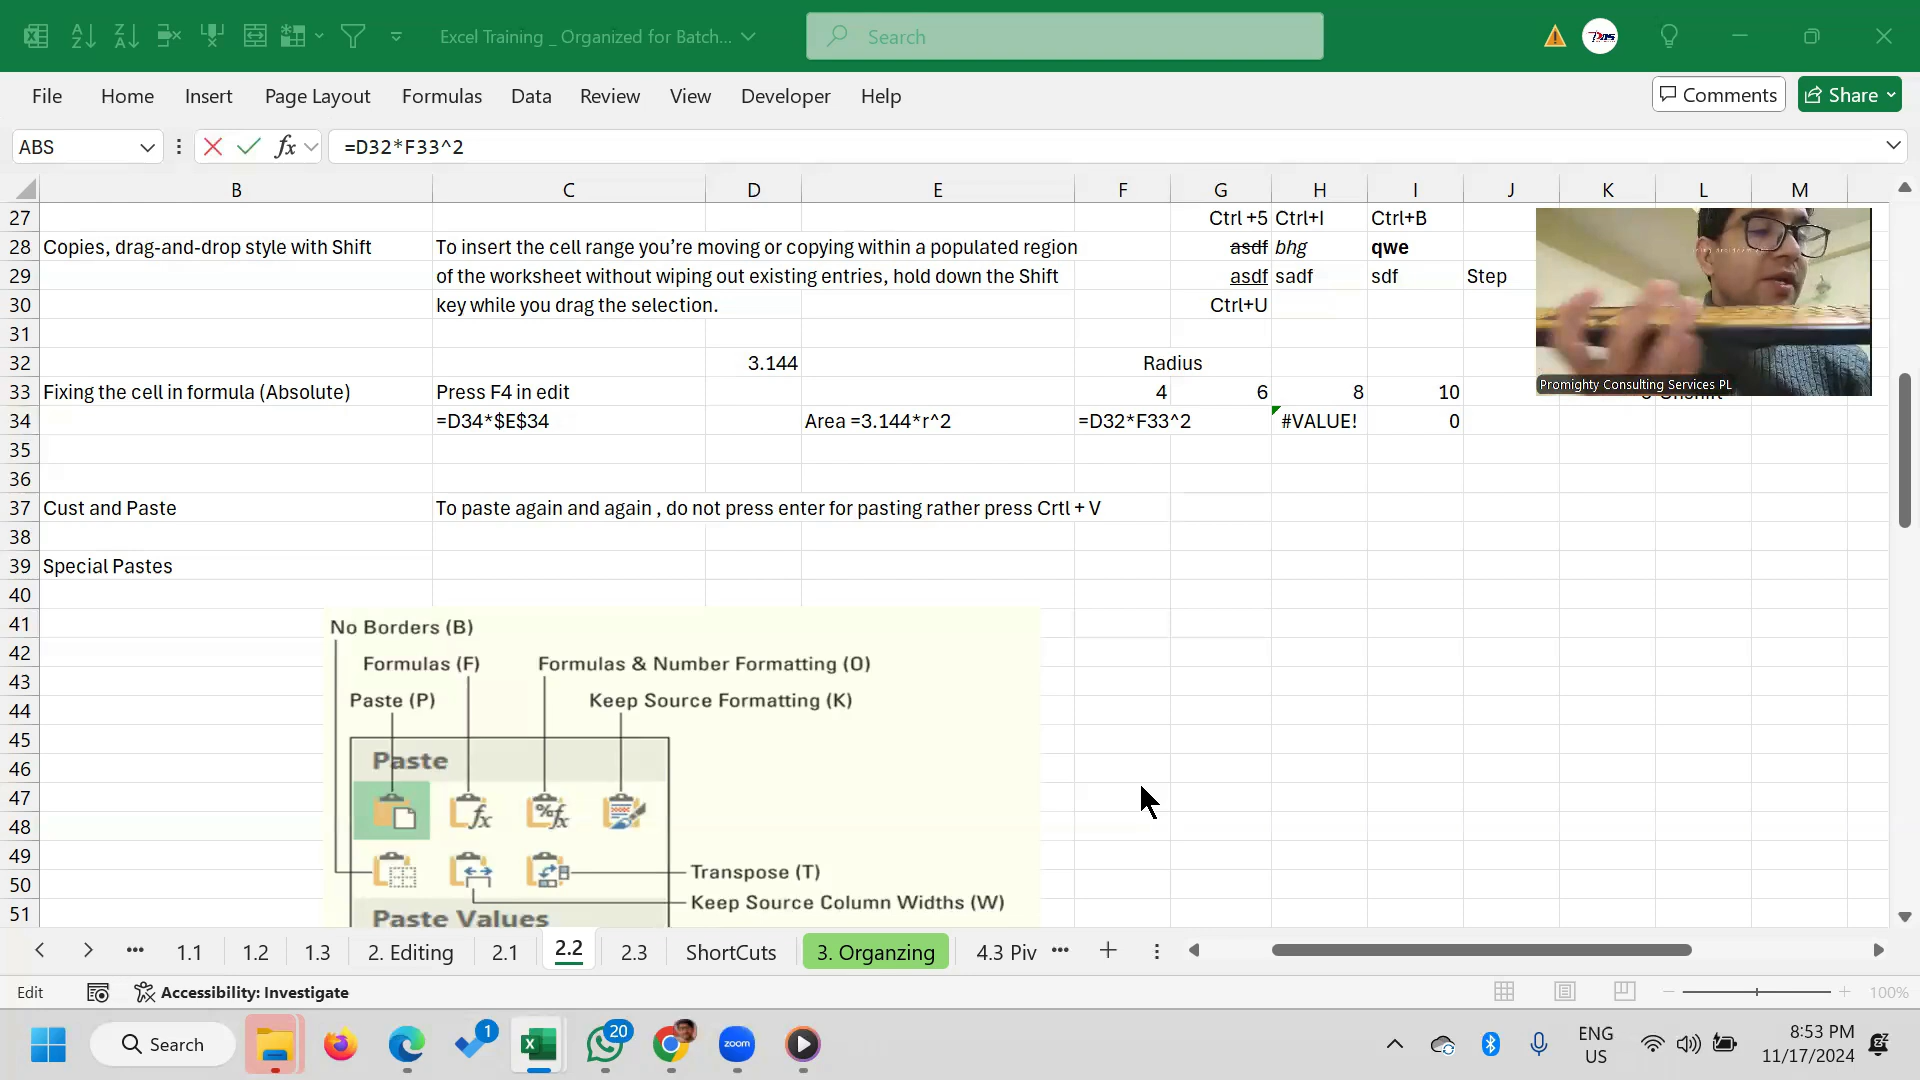 Excel Training _ Organized for Batch...
Search
File Home Insert Page Layout Formulas Data Review View Developer Help
Comments Share
ABS
fx =D32*F33^2
B C D E F G H I J K L M
27 Ctrl +5 Ctrl+I Ctrl+B
28 Copies, drag-and-drop style with Shift To insert the cell range you’re moving or copying within a populated region asdf bhg qwe
29 of the worksheet without wiping out existing entries, hold down the Shift asdf sadf sdf Step
30 key while you drag the selection. Ctrl+U
31
32 3.144 Radius
33 Fixing the cell in formula (Absolute) Press F4 in edit 4 6 8 10
34 =D34*$E$34 Area =3.144*r^2 =D32*F33^2 #VALUE! 0
Promighty Consulting Services PL
35
36
37 Cust and Paste To paste again and again , do not press enter for pasting rather press Crtl + V
38
39 Special Pastes
40
41
42
43
44
45
46
47
48
49
50
51
No Borders (B)
Formulas (F) Formulas & Number Formatting (O)
Paste (P) Keep Source Formatting (K)
Paste
fx %fx
Transpose (T)
Keep Source Column Widths (W)
Paste Values
1.1 1.2 1.3 2. Editing 2.1 2.2 2.3 ShortCuts 3. Organzing 4.3 Piv
Edit Accessibility: Investigate 100%
Search 1 20 zoom
ENG
US
8:53 PM
11/17/2024